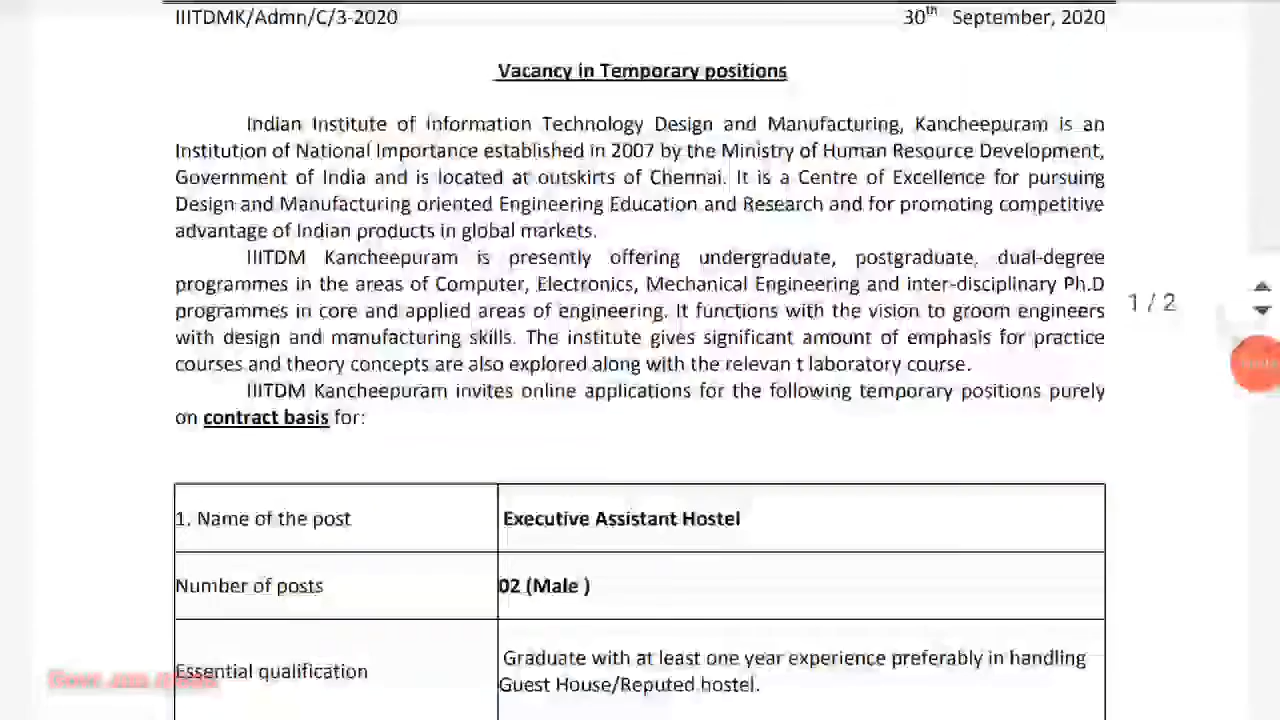 IIITDMK/Admn/C/3-2020 30th September, 2020
Vacancy in Temporary positions
Indian Institute of Information Technology Design and Manufacturing, Kancheepuram is an
Institution of National Importance established in 2007 by the Ministry of Human Resource Development,
Government of India and is located at outskirts of Chennai. It is a Centre of Excellence for pursuing
Design and Manufacturing oriented Engineering Education and Research and for promoting competitive
advantage of Indian products in global markets.
IIITDM Kancheepuram is presently offering undergraduate, postgraduate, dual-degree
programmes in the areas of Computer, Electronics, Mechanical Engineering and inter-disciplinary Ph.D
programmes in core and applied areas of engineering. It functions with the vision to groom engineers
with design and manufacturing skills. The institute gives significant amount of emphasis for practice
courses and theory concepts are also explored along with the relevan t laboratory course.
IIITDM Kancheepuram invites online applications for the following temporary positions purely
on contract basis for:
1 / 2
1. Name of the post Executive Assistant Hostel
Number of posts 02 (Male )
Essential qualification Graduate with at least one year experience preferably in handling
Guest House/Reputed hostel.